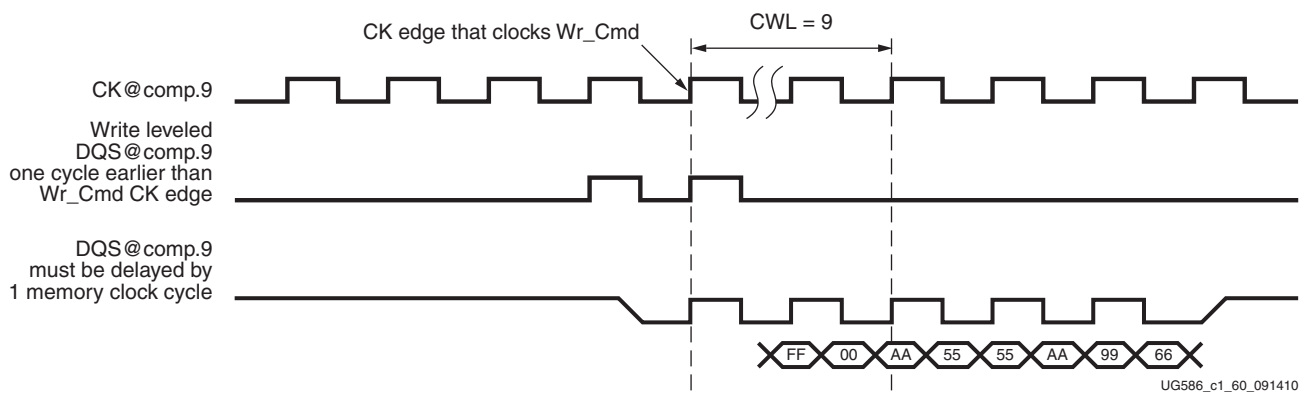 CWL = 9
CK edge that clocks Wr_Cmd
CK@comp.9
Write leveled
DQS@comp.9
one cycle earlier than
Wr_Cmd CK edge
DQS@comp.9
must be delayed by
1 memory clock cycle
FF 00 AA 55 55 AA 99 66
UG586_c1_60_091410